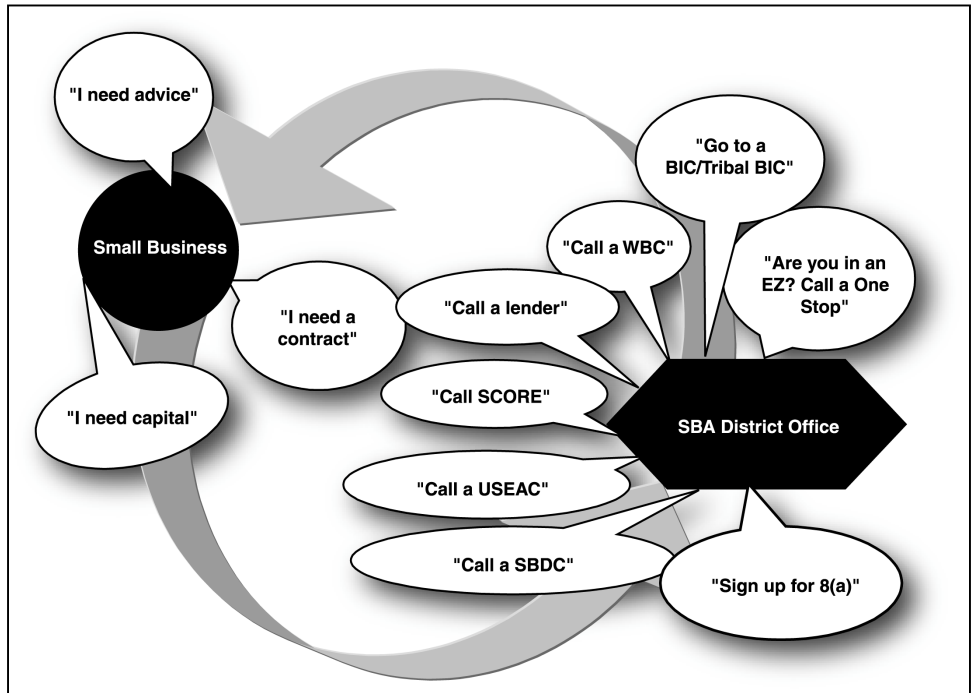 "I need advice"
Small Business
"I need a
contract"
"I need capital"
"Go to a
BIC/Tribal BIC"
"Call a WBC"
"Are you in an
EZ? Call a One
Stop"
"Call a lender"
"Call SCORE"
SBA District Office
"Call a USEAC"
"Call a SBDC"
"Sign up for 8(a)"